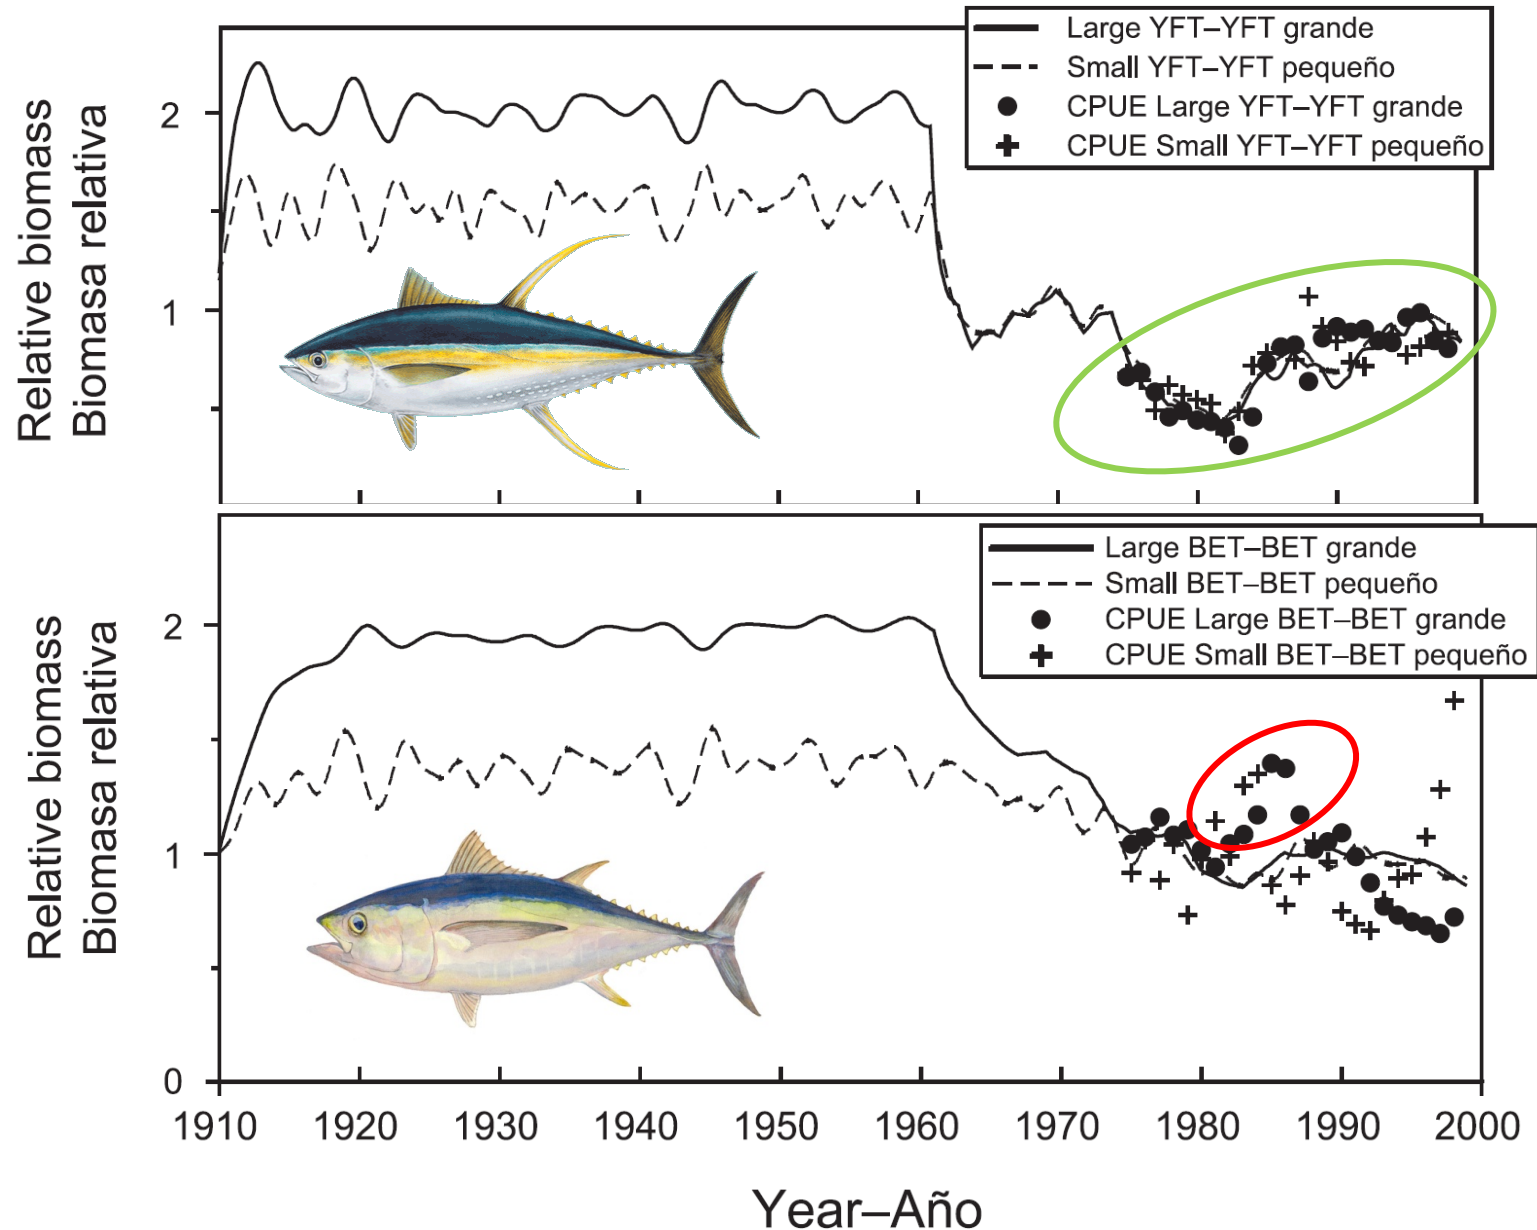 Large YFT–YFT grande
Small YFT–YFT pequeño
CPUE Large YFT–YFT grande
CPUE Small YFT–YFT pequeño
Relative biomass
Biomasa relativa
2
1
Large BET–BET grande
Small BET–BET pequeño
CPUE Large BET–BET grande
CPUE Small BET–BET pequeño
Relative biomass
Biomasa relativa
2
1
0
1910 1920 1930 1940 1950 1960 1970 1980 1990 2000
Year–Año